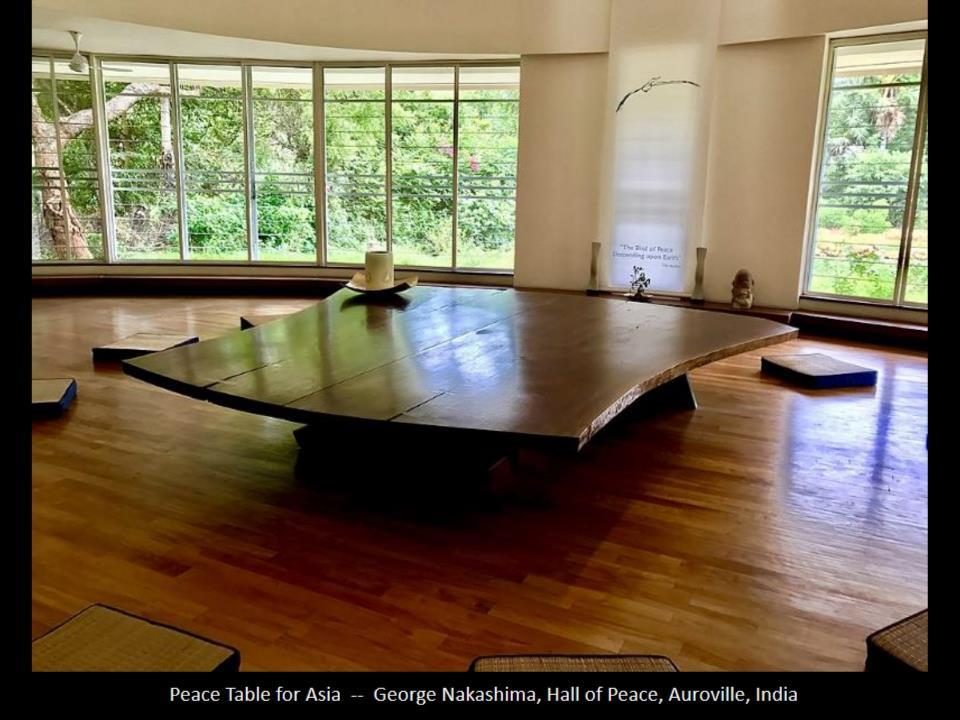 "The Bird of Peace
Descending upon Earth"
Peace Table for Asia -- George Nakashima, Hall of Peace, Auroville, India